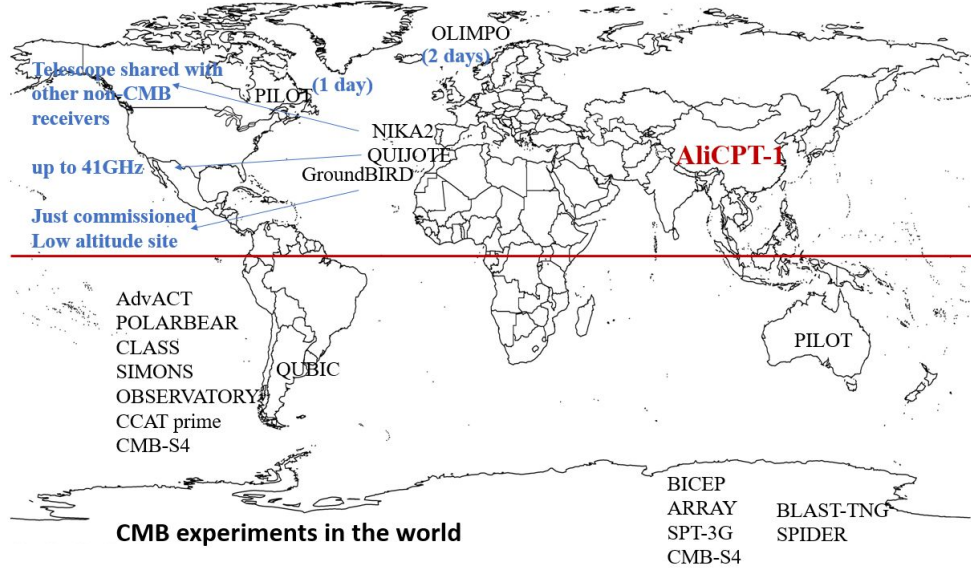 OLIMPO
(2 days)
Telescope shared with
other non-CMB
receivers
PILOT
(1 day)
NIKA2
QUIJOTE
GroundBIRD
AliCPT-1
up to 41GHz
Just commissioned
Low altitude site
AdvACT
POLARBEAR
CLASS
SIMONS
OBSERVATORY
CCAT prime
CMB-S4
QUBIC
PILOT
BICEP
ARRAY
SPT-3G
CMB-S4
BLAST-TNG
SPIDER
CMB experiments in the world